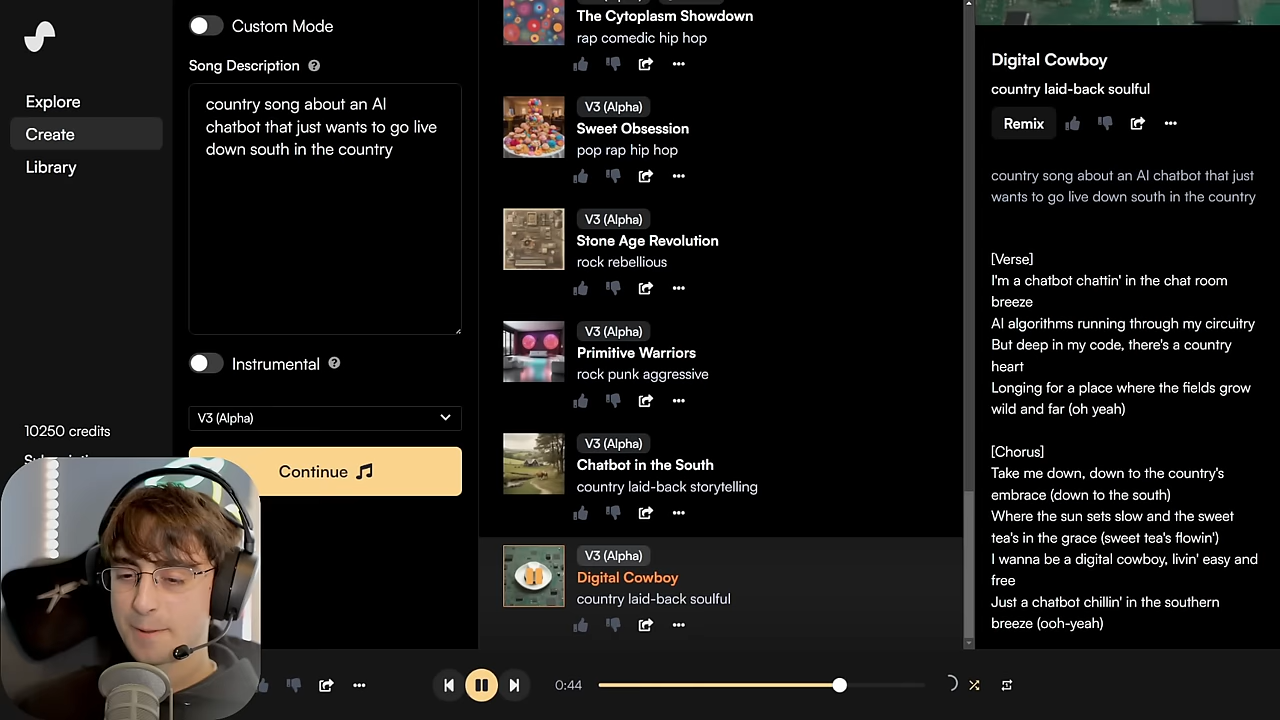 Custom Mode
Song Description
country song about an AI
chatbot that just wants to go live
down south in the country
Explore
Create
Library
Instrumental
V3 (Alpha)
10250 credits
Continue
The Cytoplasm Showdown
rap comedic hip hop
V3 (Alpha)
Sweet Obsession
pop rap hip hop
V3 (Alpha)
Stone Age Revolution
rock rebellious
V3 (Alpha)
Primitive Warriors
rock punk aggressive
V3 (Alpha)
Chatbot in the South
country laid-back storytelling
V3 (Alpha)
Digital Cowboy
country laid-back soulful
Digital Cowboy
country laid-back soulful
Remix
country song about an AI chatbot that just
wants to go live down south in the country
[Verse]
I'm a chatbot chattin' in the chat room
breeze
AI algorithms running through my circuitry
But deep in my code, there's a country
heart
Longing for a place where the fields grow
wild and far (oh yeah)
[Chorus]
Take me down, down to the country's
embrace (down to the south)
Where the sun sets slow and the sweet
tea's in the grace (sweet tea's flowin')
I wanna be a digital cowboy, livin' easy and
free
Just a chatbot chillin' in the southern
breeze (ooh-yeah)
0:44